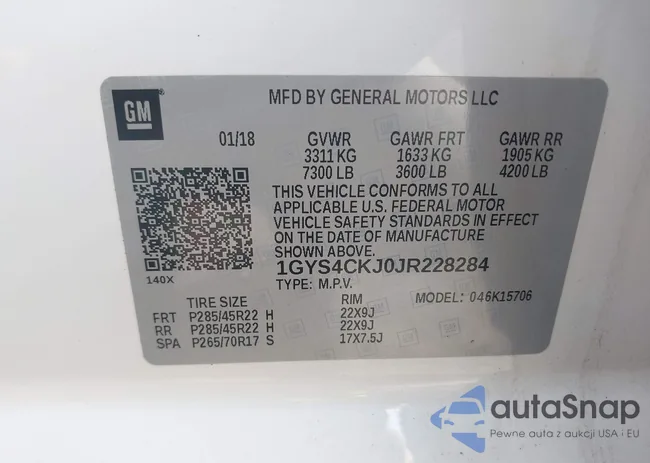 GM
MFD BY GENERAL MOTORS LLC
01/18 GVWR GAWR FRT GAWR RR
3311 KG 1633 KG 1905 KG
7300 LB 3600 LB 4200 LB
THIS VEHICLE CONFORMS TO ALL
APPLICABLE U.S. FEDERAL MOTOR
VEHICLE SAFETY STANDARDS IN EFFECT
ON THE DATE OF MANUFACTURE
SHOWN ABOVE.
1GYS4CKJ0JR228284
140X
TYPE: M.P.V.
TIRE SIZE RIM MODEL: 046K15706
FRT P285/45R22 H 22X9J
RR P285/45R22 H 22X9J
SPA P265/70R17 S 17X7.5J
autoSnap
Pewne auta z aukcji USA i EU